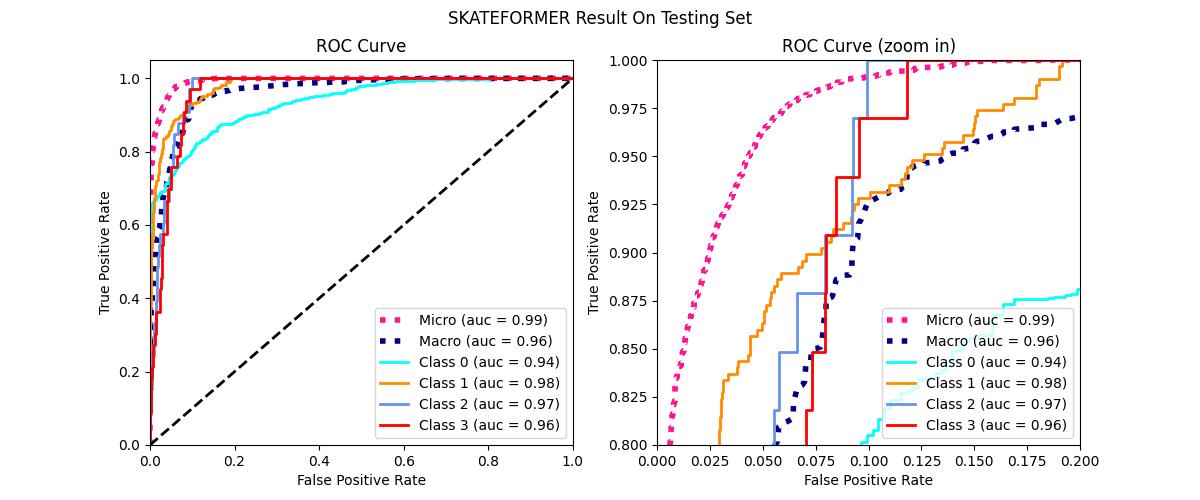 SKATEFORMER Result On Testing Set
ROC Curve
True Positive Rate
1.0
0.8
0.6
0.4
0.2
0.0
0.0 0.2 0.4 0.6 0.8 1.0
False Positive Rate
Micro (auc = 0.99)
Macro (auc = 0.96)
Class 0 (auc = 0.94)
Class 1 (auc = 0.98)
Class 2 (auc = 0.97)
Class 3 (auc = 0.96)
ROC Curve (zoom in)
True Positive Rate
1.000
0.975
0.950
0.925
0.900
0.875
0.850
0.825
0.800
0.000 0.025 0.050 0.075 0.100 0.125 0.150 0.175 0.200
False Positive Rate
Micro (auc = 0.99)
Macro (auc = 0.96)
Class 0 (auc = 0.94)
Class 1 (auc = 0.98)
Class 2 (auc = 0.97)
Class 3 (auc = 0.96)